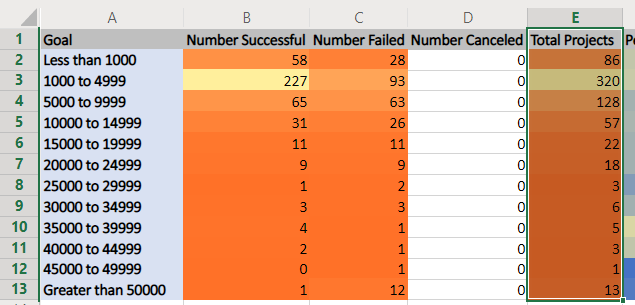 A B C D E
1 Goal Number Successful Number Failed Number Canceled Total Projects
2 Less than 1000 58 28 0 86
3 1000 to 4999 227 93 0 320
4 5000 to 9999 65 63 0 128
5 10000 to 14999 31 26 0 57
6 15000 to 19999 11 11 0 22
7 20000 to 24999 9 9 0 18
8 25000 to 29999 1 2 0 3
9 30000 to 34999 3 3 0 6
10 35000 to 39999 4 1 0 5
11 40000 to 44999 2 1 0 3
12 45000 to 49999 0 1 0 1
13 Greater than 50000 1 12 0 13